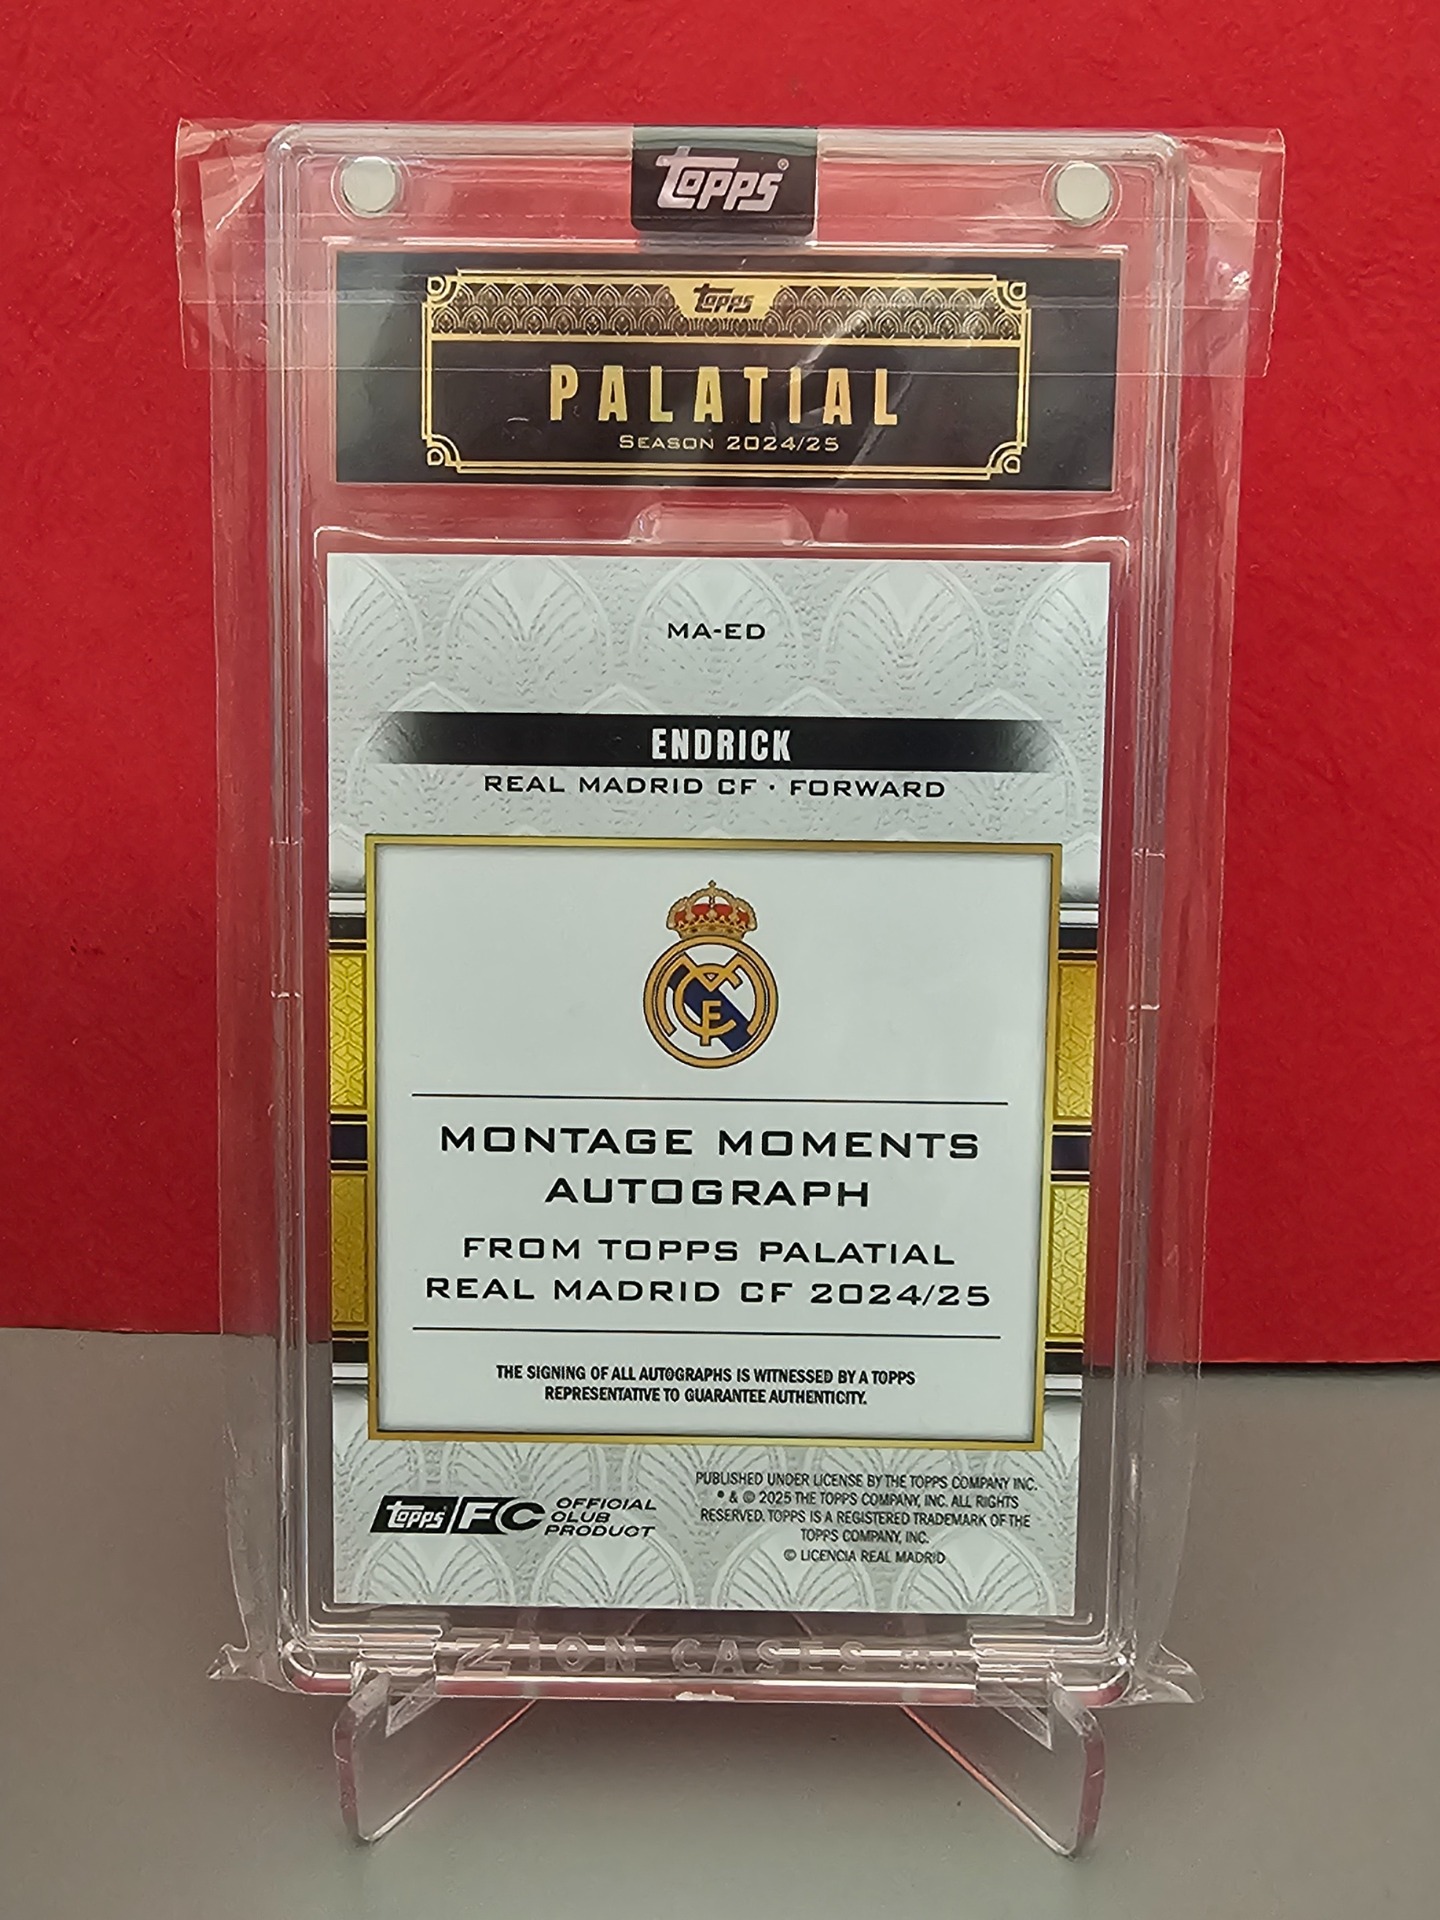 Topps®
Topps
PALATIAL
SEASON 2024/25
MA-ED
ENDRICK
REAL MADRID CF · FORWARD
MONTAGE MOMENTS
AUTOGRAPH
FROM TOPPS PALATIAL
REAL MADRID CF 2024/25
THE SIGNING OF ALL AUTOGRAPHS IS WITNESSED BY A TOPPS
REPRESENTATIVE TO GUARANTEE AUTHENTICITY.
Topps FC OFFICIAL
CLUB
PRODUCT
PUBLISHED UNDER LICENSE BY THE TOPPS COMPANY INC.
® & © 2025 THE TOPPS COMPANY, INC. ALL RIGHTS
RESERVED. TOPPS IS A REGISTERED TRADEMARK OF THE
TOPPS COMPANY, INC.
© LICENCIA REAL MADRID
ZION CASES